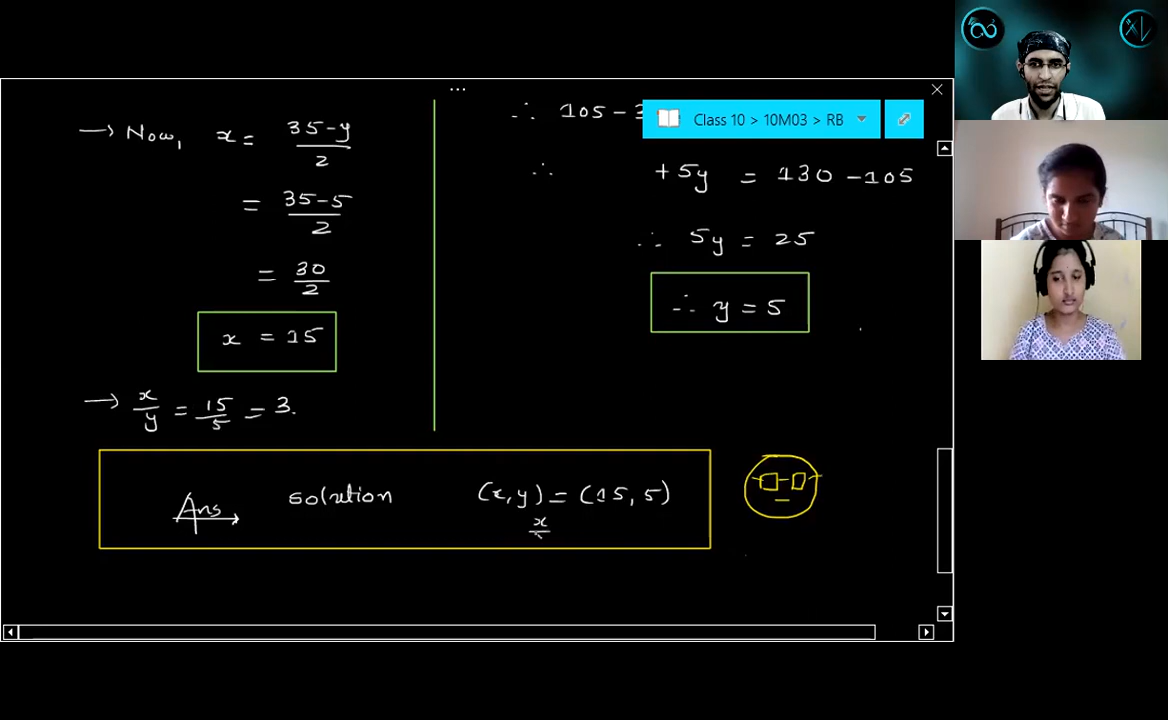 → Now, x = 35-y/2
= 35-5/2
= 30/2
x = 15
→ x/y = 15/5 = 3.
∴ 105 - 3
Class 10 > 10M03 > RB
∴ +5y = 130 - 105
∴ 5y = 25
∴ y = 5
Ans solution (x, y) = (15, 5)
x
XL